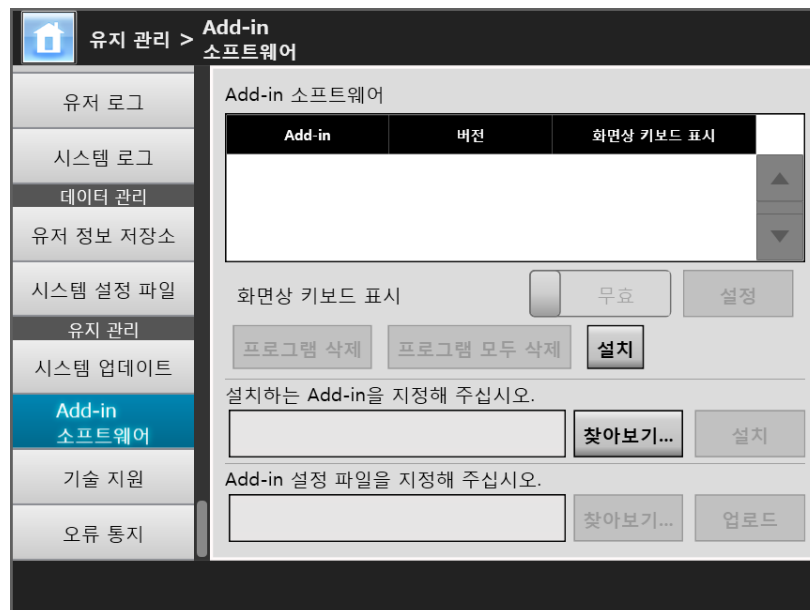 유지 관리 > Add-in
소프트웨어
유저 로그
시스템 로그
데이터 관리
유저 정보 저장소
시스템 설정 파일
유지 관리
시스템 업데이트
Add-in
소프트웨어
기술 지원
오류 통지
Add-in 소프트웨어
Add-in 버전 화면상 키보드 표시
화면상 키보드 표시 무효 설정
프로그램 삭제 프로그램 모두 삭제 설치
설치하는 Add-in을 지정해 주십시오.
찾아보기... 설치
Add-in 설정 파일을 지정해 주십시오.
찾아보기... 업로드